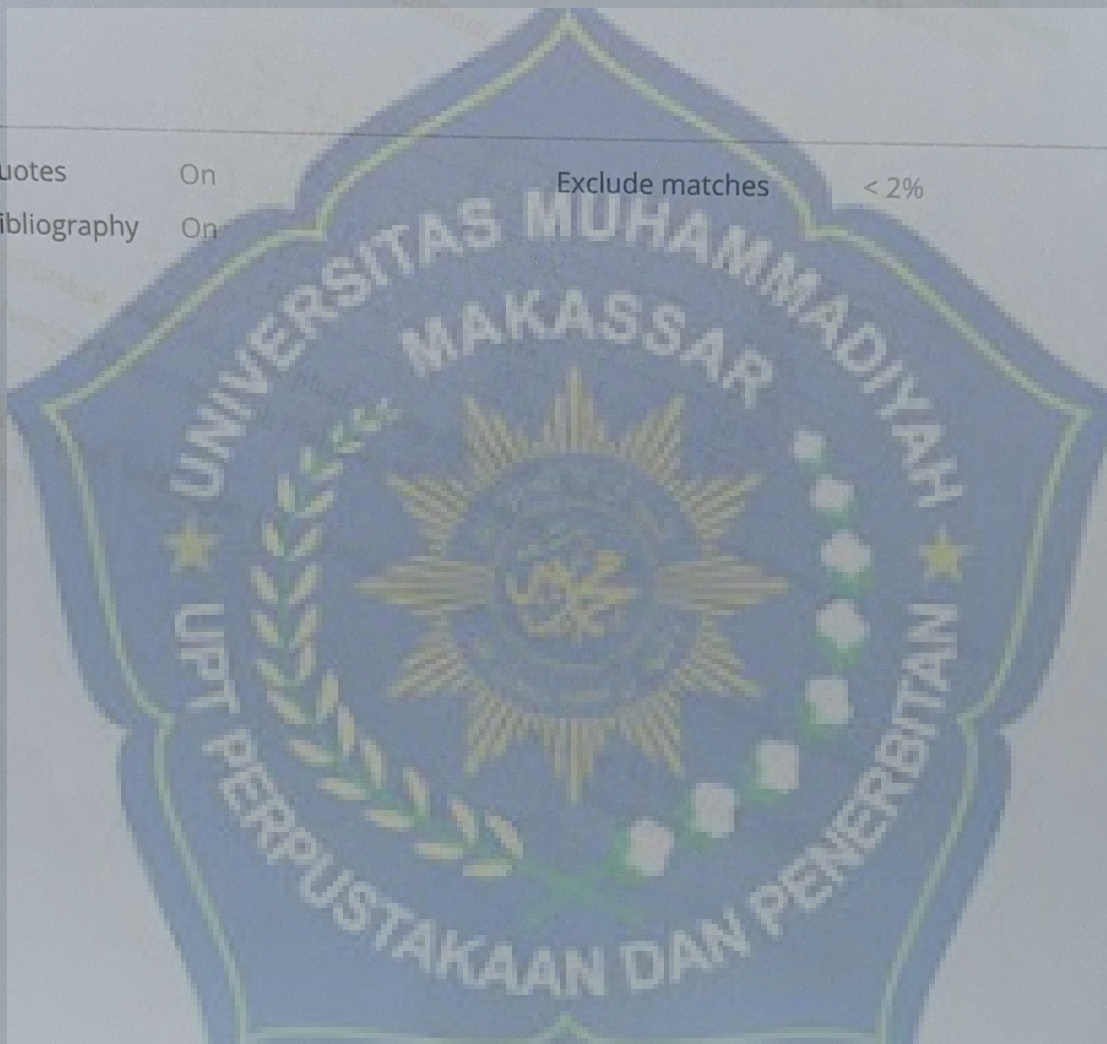 uotes On Exclude matches < 2%
ibliography On
UNIVERSITAS MUHAMMADIYAH
MAKASSAR
UPT PERPUSTAKAAN DAN PENERBITAN